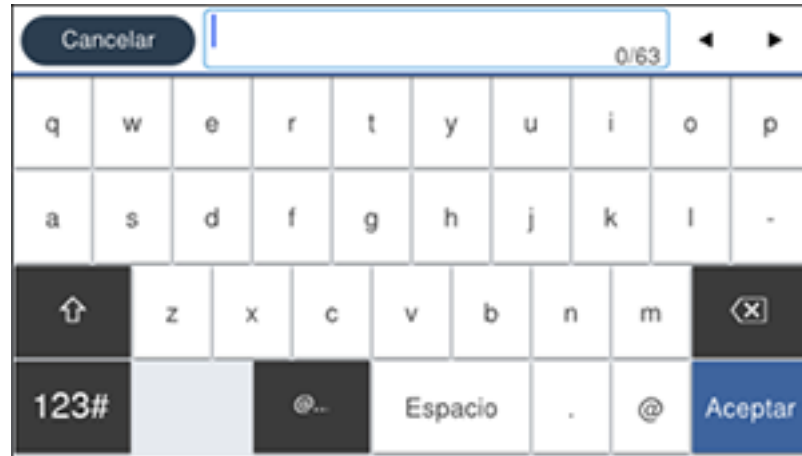 Cancelar 0/63
q w e r t y u i o p
a s d f g h j k l -
z x c v b n m
123# @... Espacio . @ Aceptar